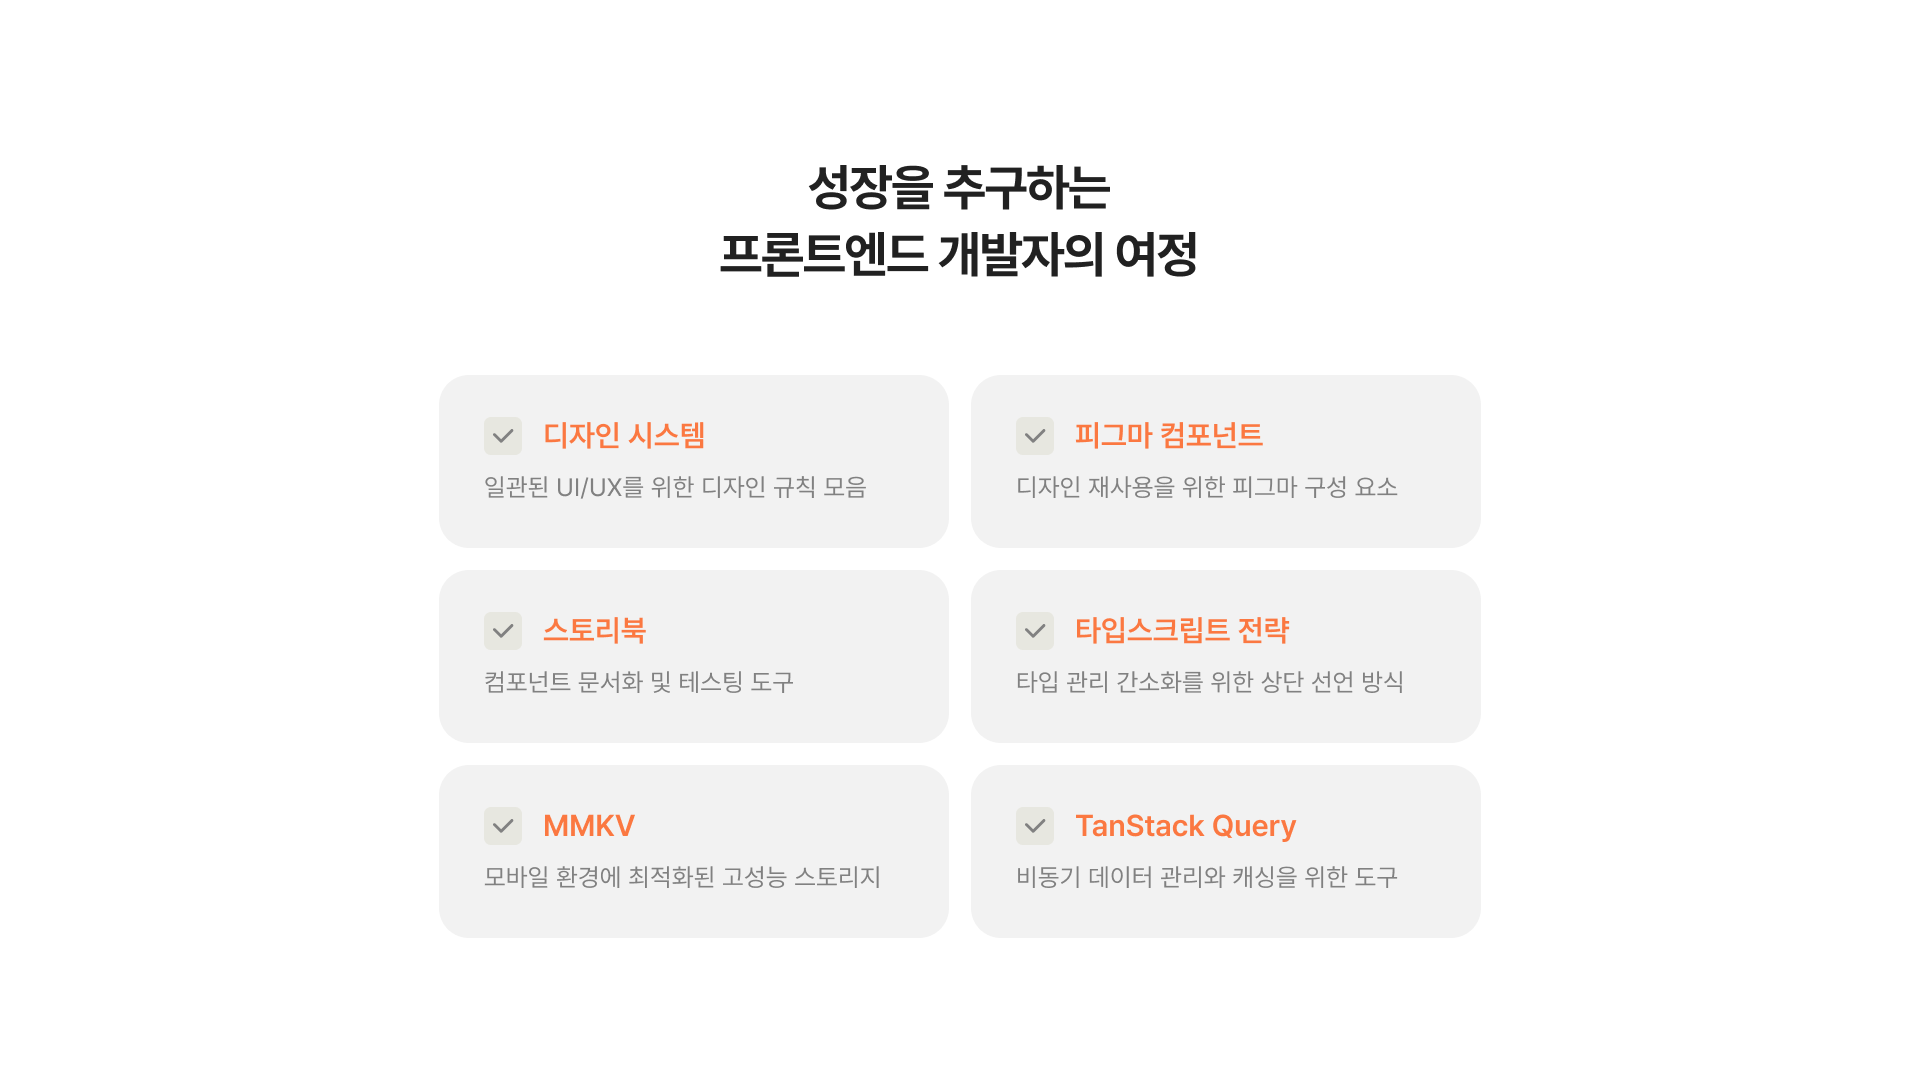 성장을 추구하는
프론트엔드 개발자의 여정
디자인 시스템
일관된 UI/UX를 위한 디자인 규칙 모음
피그마 컴포넌트
디자인 재사용을 위한 피그마 구성 요소
스토리북
컴포넌트 문서화 및 테스팅 도구
타입스크립트 전략
타입 관리 간소화를 위한 상단 선언 방식
MMKV
모바일 환경에 최적화된 고성능 스토리지
TanStack Query
비동기 데이터 관리와 캐싱을 위한 도구